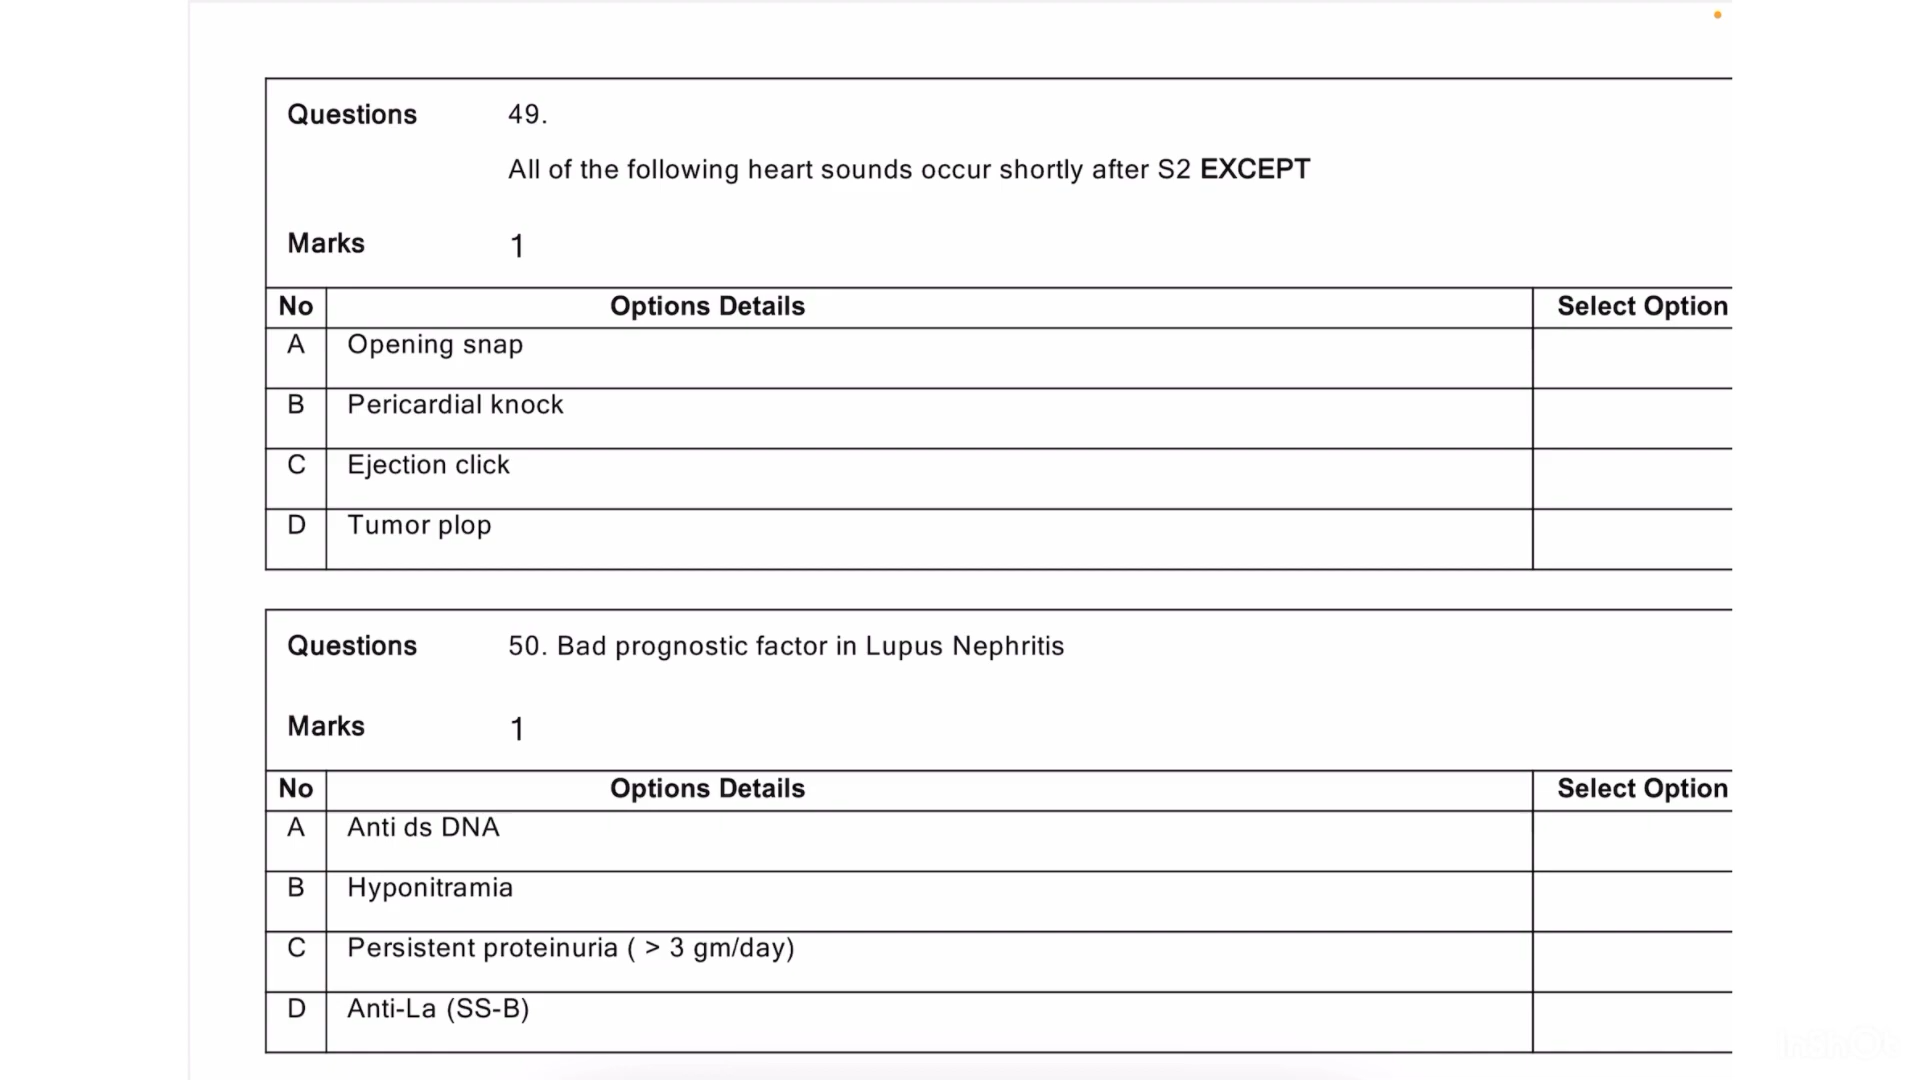 Questions 49.
All of the following heart sounds occur shortly after S2 EXCEPT
Marks 1
No Options Details Select Option
A Opening snap
B Pericardial knock
C Ejection click
D Tumor plop
Questions 50. Bad prognostic factor in Lupus Nephritis
Marks 1
No Options Details Select Option
A Anti ds DNA
B Hyponitramia
C Persistent proteinuria ( > 3 gm/day)
D Anti-La (SS-B)